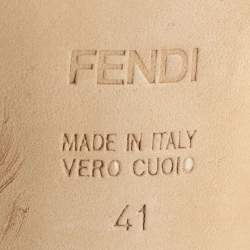 FENDI
MADE IN ITALY
VERO CUOIO
41